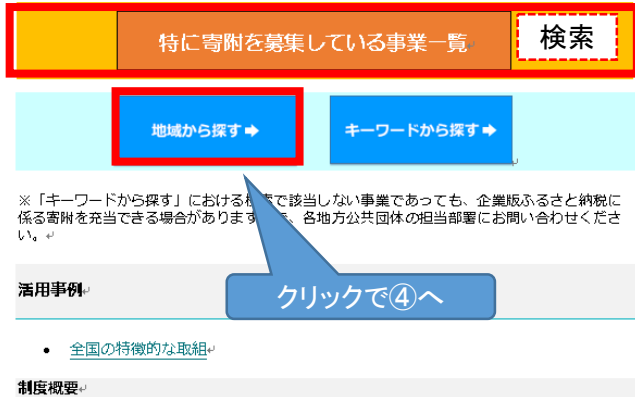 特に寄附を募集している事業一覧
検索
地域から探す➡
キーワードから探す➡
※「キーワードから探す」における検索で該当しない事業であっても、企業版ふるさと納税に
係る寄附を充当できる場合があります、各地方公共団体の担当部署にお問い合わせくださ
い。
クリックで④へ
活用事例
• 全国の特徴的な取組
制度概要